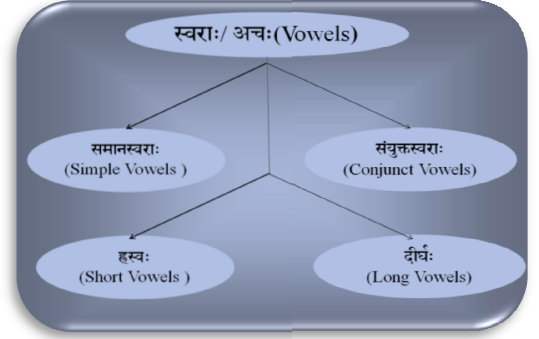 स्वराः/ अचः(Vowels)
समानस्वराः
(Simple Vowels )
संयुक्तस्वराः
(Conjunct Vowels)
ह्रस्वः
(Short Vowels )
दीर्घः
(Long Vowels)